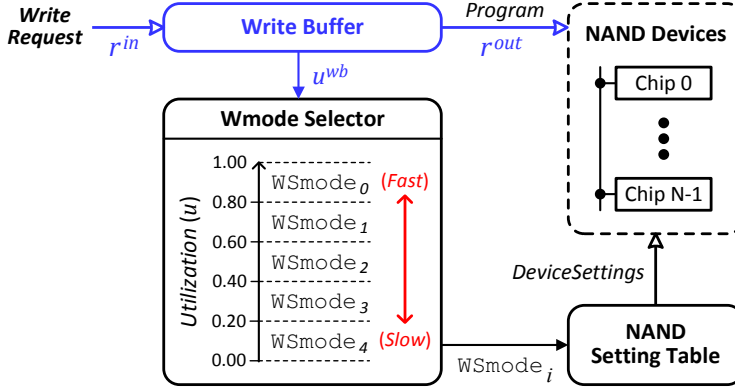 Write
Request
r^in
Write Buffer
Program
r^out
u^wb
NAND Devices
Chip 0
Chip N-1
Wmode Selector
Utilization (u)
1.00
0.80
0.60
0.40
0.20
0.00
WSmode_0
WSmode_1
WSmode_2
WSmode_3
WSmode_4
(Fast)
(Slow)
WSmode_i
DeviceSettings
NAND
Setting Table